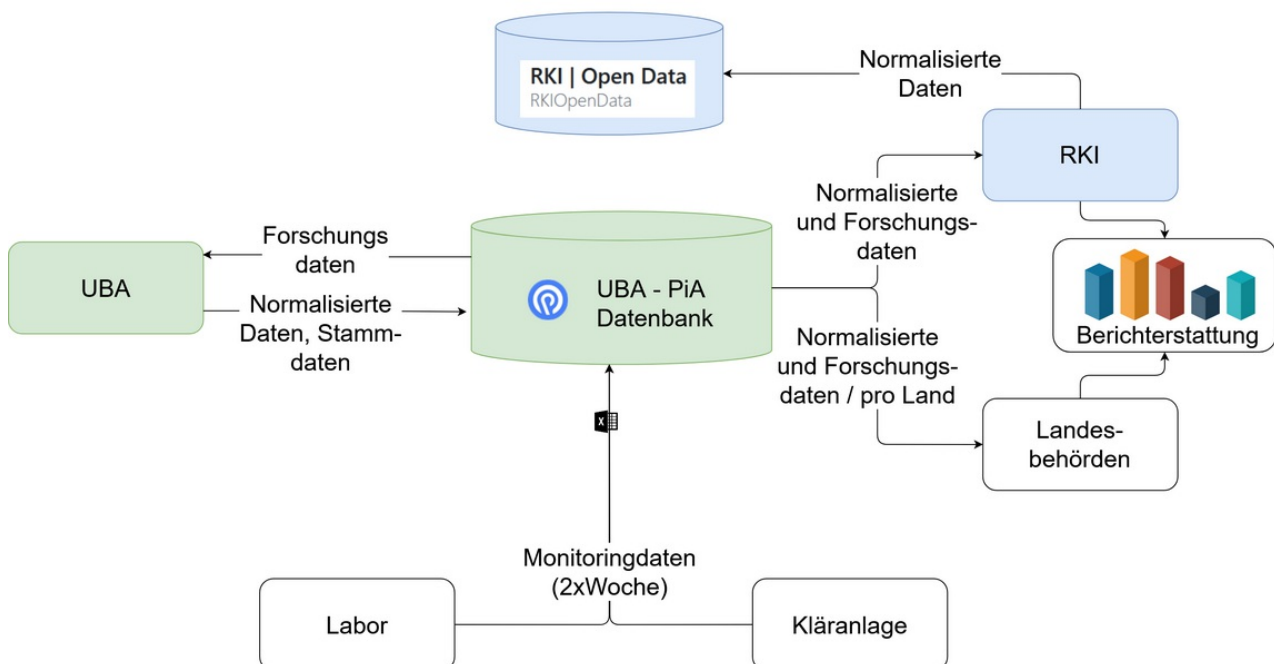 RKI | Open Data
RKIOpenData
Normalisierte
Daten
RKI
Normalisierte
und Forschungs-
daten
Forschungs
daten
UBA
Normalisierte
Daten, Stamm-
daten
UBA - PiA
Datenbank
Berichterstattung
Normalisierte
und Forschungs-
daten / pro Land
X
Landes-
behörden
Monitoringdaten
(2xWoche)
Labor
Kläranlage